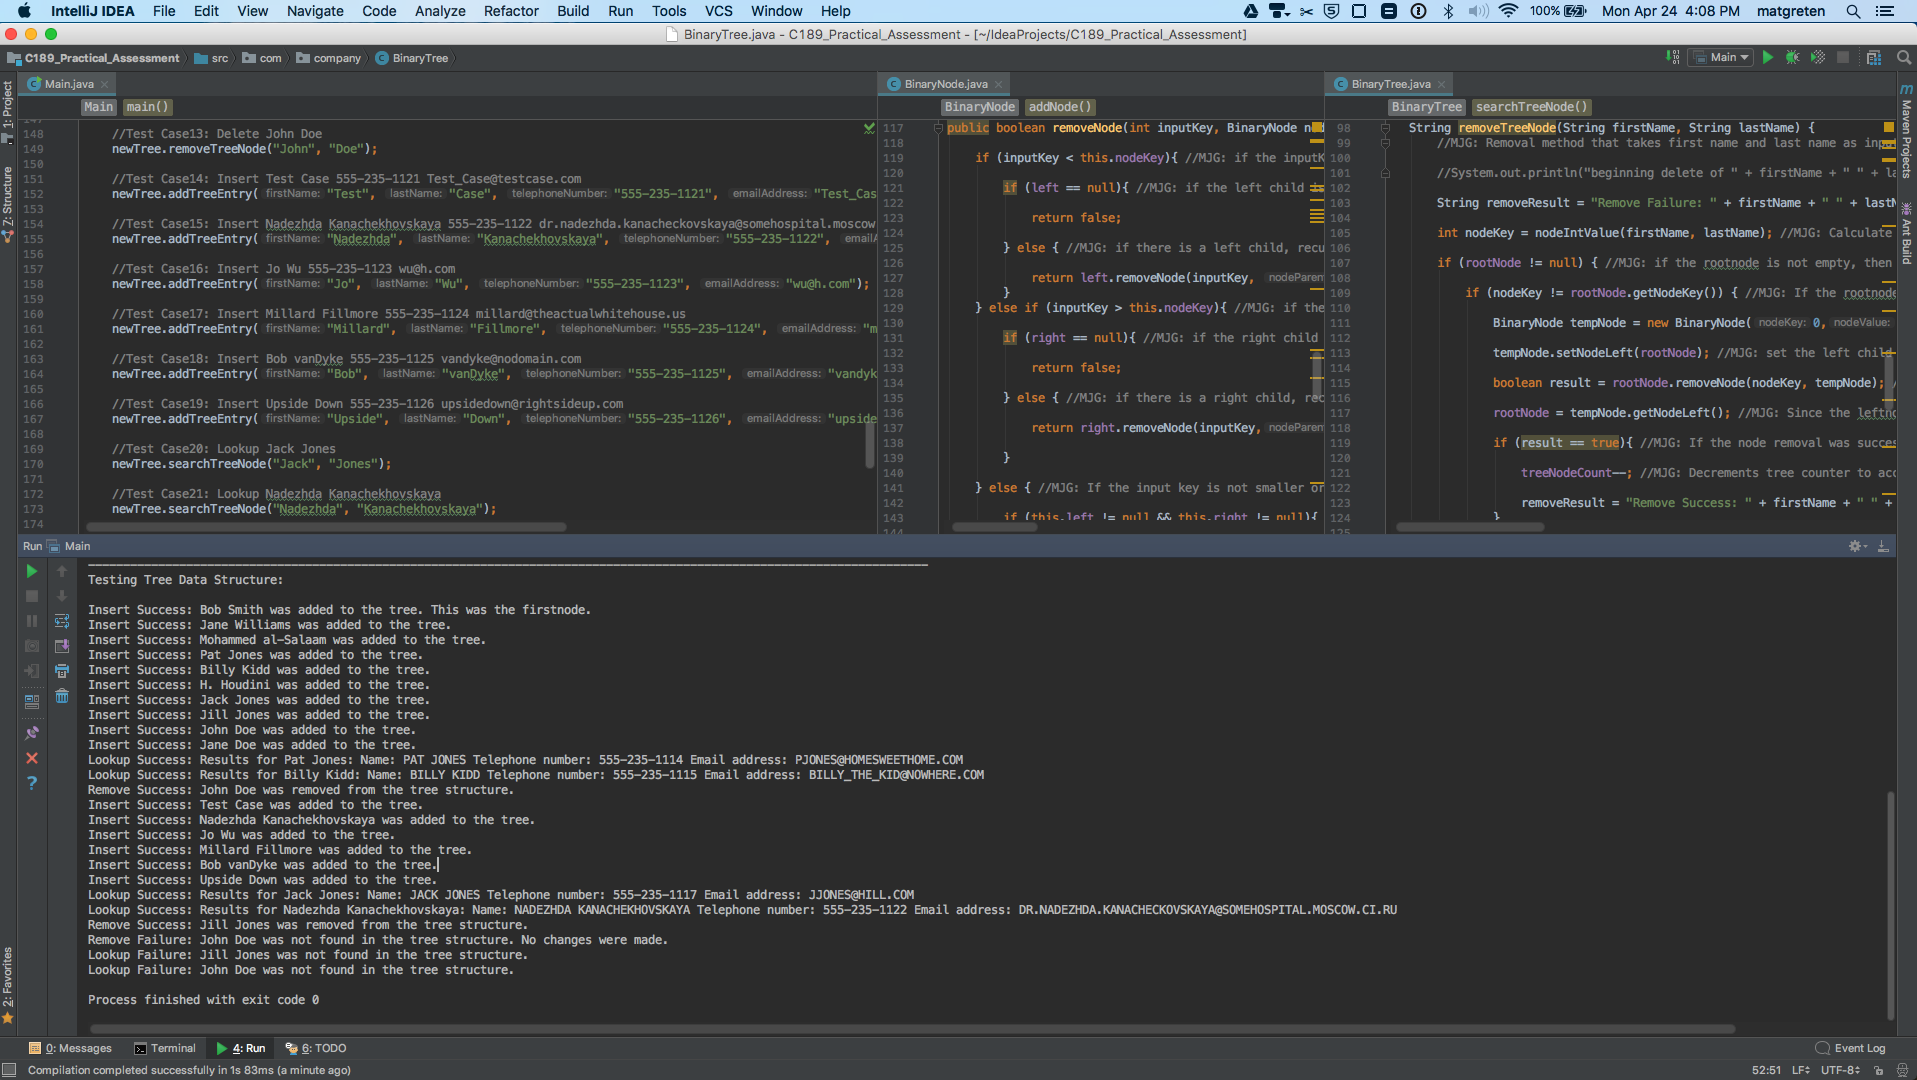 IntelliJ IDEA File Edit View Navigate Code Analyze Refactor Build Run Tools VCS Window Help 100% Mon Apr 24 4:08 PM matgreten
BinaryTree.java - C189_Practical_Assessment - [~/IdeaProjects/C189_Practical_Assessment]
C189_Practical_Assessment src com company BinaryTree Main
Main.java
Main main()
148 //Test Case13: Delete John Doe
149 newTree.removeTreeNode("John", "Doe");
150
151 //Test Case14: Insert Test Case 555-235-1121 Test_Case@testcase.com
152 newTree.addTreeEntry( firstName: "Test", lastName: "Case", telephoneNumber: "555-235-1121", emailAddress: "Test_Cas
153
154 //Test Case15: Insert Nadezhda Kanachekhovskaya 555-235-1122 dr.nadezhda.kanacheckovskaya@somehospital.moscow
155 newTree.addTreeEntry( firstName: "Nadezhda", lastName: "Kanachekhovskaya", telephoneNumber: "555-235-1122", emailA
156
157 //Test Case16: Insert Jo Wu 555-235-1123 wu@h.com
158 newTree.addTreeEntry( firstName: "Jo", lastName: "Wu", telephoneNumber: "555-235-1123", emailAddress: "wu@h.com");
159
160 //Test Case17: Insert Millard Fillmore 555-235-1124 millard@theactualwhitehouse.us
161 newTree.addTreeEntry( firstName: "Millard", lastName: "Fillmore", telephoneNumber: "555-235-1124", emailAddress: "m
162
163 //Test Case18: Insert Bob vanDyke 555-235-1125 vandyke@nodomain.com
164 newTree.addTreeEntry( firstName: "Bob", lastName: "vanDyke", telephoneNumber: "555-235-1125", emailAddress: "vandyk
165
166 //Test Case19: Insert Upside Down 555-235-1126 upsidedown@rightsideup.com
167 newTree.addTreeEntry( firstName: "Upside", lastName: "Down", telephoneNumber: "555-235-1126", emailAddress: "upside
168
169 //Test Case20: Lookup Jack Jones
170 newTree.searchTreeNode("Jack", "Jones");
171
172 //Test Case21: Lookup Nadezhda Kanachekhovskaya
173 newTree.searchTreeNode("Nadezhda", "Kanachekhovskaya");
174
BinaryNode.java
BinaryNode addNode()
117 public boolean removeNode(int inputKey, BinaryNode no
118
119 if (inputKey < this.nodeKey){ //MJG: if the inputK
120
121 if (left == null){ //MJG: if the left child is
122
123 return false;
124
125 } else { //MJG: if there is a left child, recu
126
127 return left.removeNode(inputKey, nodeParen
128 }
129 } else if (inputKey > this.nodeKey){ //MJG: if the
130
131 if (right == null){ //MJG: if the right child
132
133 return false;
134
135 } else { //MJG: if there is a right child, rec
136
137 return right.removeNode(inputKey, nodeParen
138
139 }
140
141 } else { //MJG: If the input key is not smaller or
142
143 if (this.left != null && this.right != null){
144
BinaryTree.java
BinaryTree searchTreeNode()
98 String removeTreeNode(String firstName, String lastName) {
99 //MJG: Removal method that takes first name and last name as inp
100
101 //System.out.println("beginning delete of " + firstName + " " + la
102
103 String removeResult = "Remove Failure: " + firstName + " " + lastN
104
105 int nodeKey = nodeIntValue(firstName, lastName); //MJG: Calculate
106
107 if (rootNode != null) { //MJG: if the rootnode is not empty, then
108
109 if (nodeKey != rootNode.getNodeKey()) { //MJG: If the rootnode
110
111 BinaryNode tempNode = new BinaryNode( nodeKey: 0, nodeValue:
112
113 tempNode.setNodeLeft(rootNode); //MJG: set the left child
114
115 boolean result = rootNode.removeNode(nodeKey, tempNode);
116
117 rootNode = tempNode.getNodeLeft(); //MJG: Since the leftno
118
119 if (result == true){ //MJG: If the node removal was succes
120
121 treeNodeCount--; //MJG: Decrements tree counter to acc
122
123 removeResult = "Remove Success: " + firstName + " " +
124 }
125
1: Project
Z: Structure
2: Favorites
Maven Projects
Ant Build
Run Main
Testing Tree Data Structure:
Insert Success: Bob Smith was added to the tree. This was the firstnode.
Insert Success: Jane Williams was added to the tree.
Insert Success: Mohammed al-Salaam was added to the tree.
Insert Success: Pat Jones was added to the tree.
Insert Success: Billy Kidd was added to the tree.
Insert Success: H. Houdini was added to the tree.
Insert Success: Jack Jones was added to the tree.
Insert Success: Jill Jones was added to the tree.
Insert Success: John Doe was added to the tree.
Insert Success: Jane Doe was added to the tree.
Lookup Success: Results for Pat Jones: Name: PAT JONES Telephone number: 555-235-1114 Email address: PJONES@HOMESWEETHOME.COM
Lookup Success: Results for Billy Kidd: Name: BILLY KIDD Telephone number: 555-235-1115 Email address: BILLY_THE_KID@NOWHERE.COM
Remove Success: John Doe was removed from the tree structure.
Insert Success: Test Case was added to the tree.
Insert Success: Nadezhda Kanachekhovskaya was added to the tree.
Insert Success: Jo Wu was added to the tree.
Insert Success: Millard Fillmore was added to the tree.
Insert Success: Bob vanDyke was added to the tree.
Insert Success: Upside Down was added to the tree.
Lookup Success: Results for Jack Jones: Name: JACK JONES Telephone number: 555-235-1117 Email address: JJONES@HILL.COM
Lookup Success: Results for Nadezhda Kanachekhovskaya: Name: NADEZHDA KANACHEKHOVSKAYA Telephone number: 555-235-1122 Email address: DR.NADEZHDA.KANACHECKOVSKAYA@SOMEHOSPITAL.MOSCOW.CI.RU
Remove Success: Jill Jones was removed from the tree structure.
Remove Failure: John Doe was not found in the tree structure. No changes were made.
Lookup Failure: Jill Jones was not found in the tree structure.
Lookup Failure: John Doe was not found in the tree structure.
Process finished with exit code 0
0: Messages Terminal 4: Run 6: TODO Event Log
Compilation completed successfully in 1s 83ms (a minute ago) 52:51 LF UTF-8